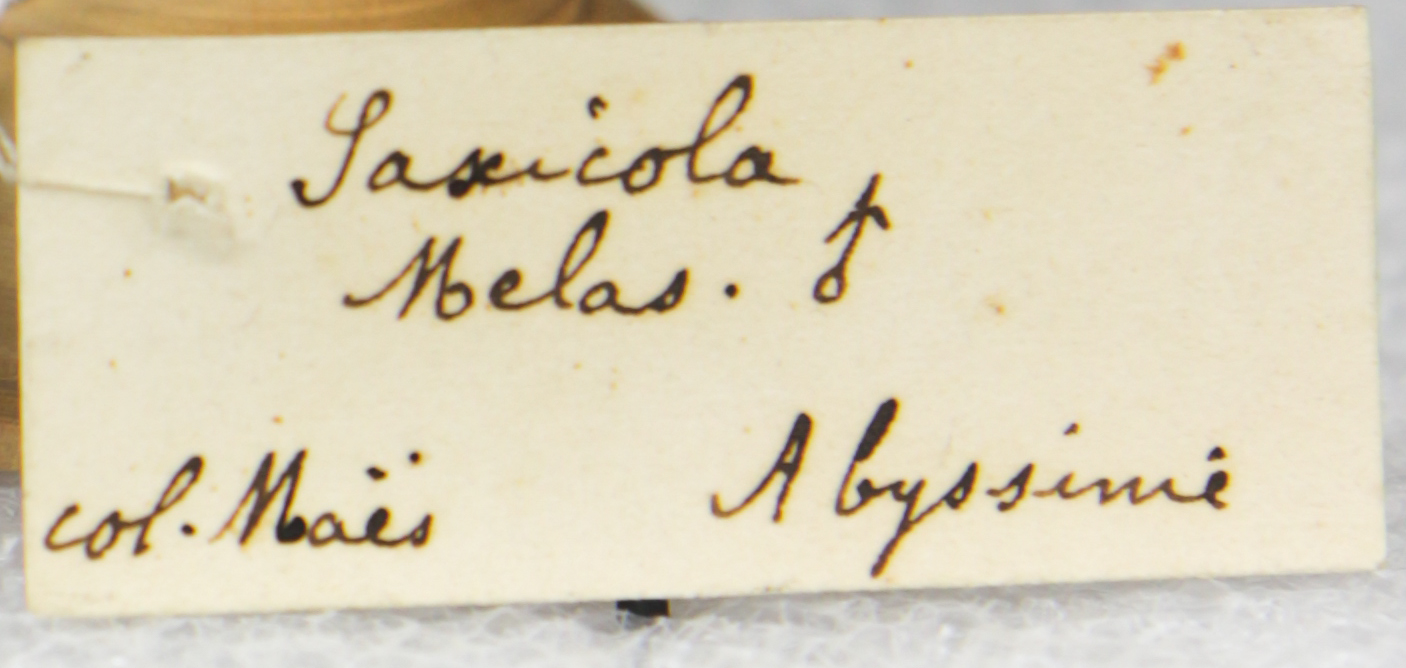 Saxicola
Melas. ♂
col. Maës Abyssinie